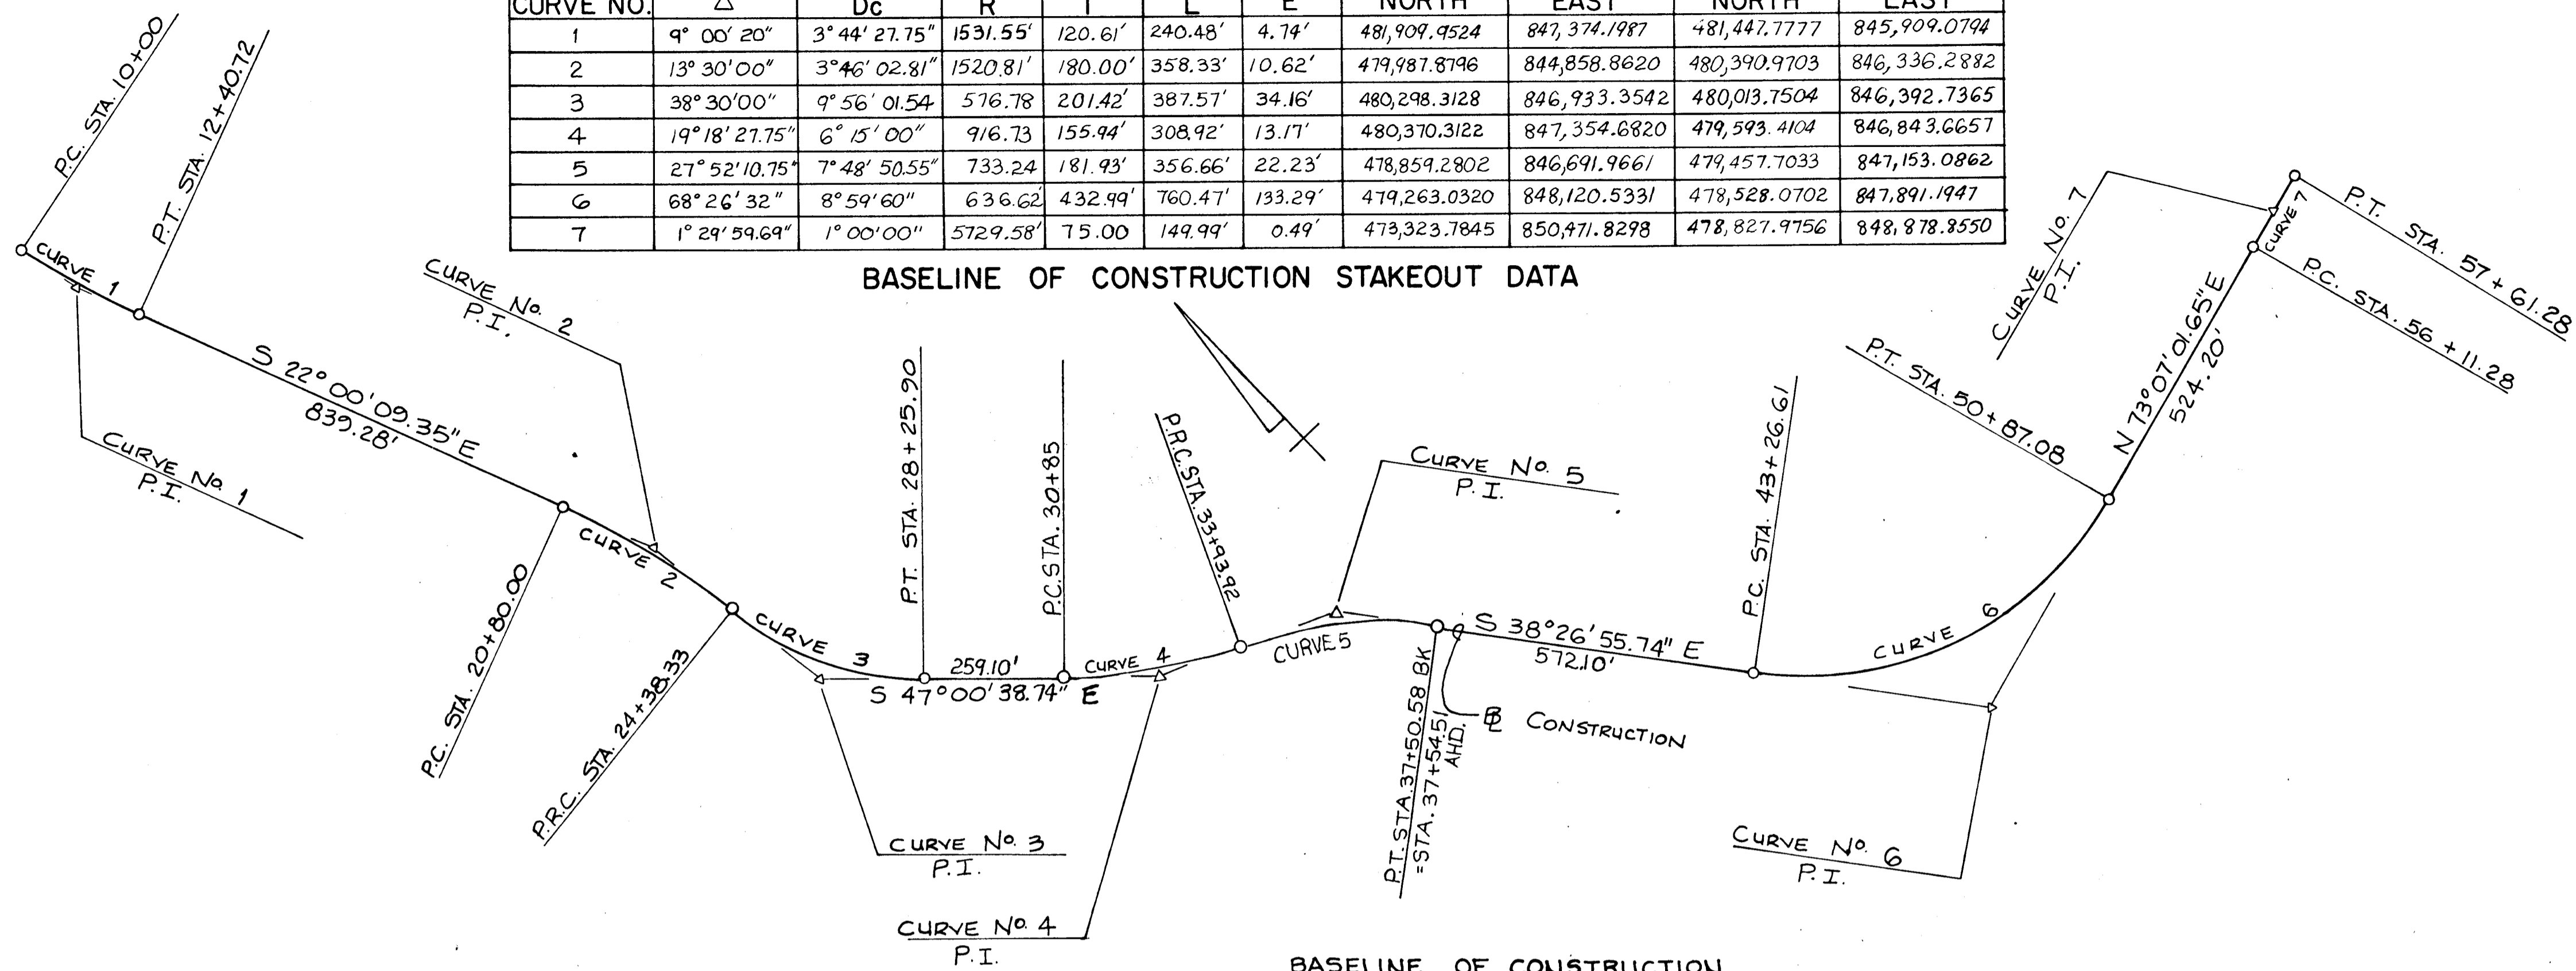 CURVE NO. △ Dc R T L E NORTH EAST NORTH EAST
1 9° 00' 20" 3° 44' 27.75" 1531.55' 120.61' 240.48' 4.74' 481,909.9524 847,374.1987 481,447.7777 845,909.0794
2 13° 30' 00" 3° 46' 02.81" 1520.81' 180.00' 358.33' 10.62' 479,987.8796 844,858.8620 480,390.9703 846,336.2882
3 38° 30' 00" 9° 56' 01.54 576.78 201.42' 387.57' 34.16' 480,298.3128 846,933.3542 480,013.7504 846,392.7365
4 19° 18' 27.75" 6° 15' 00" 916.73 155.94' 308.92' 13.17' 480,370.3122 847,354.6820 479,593.4104 846,843.6657
5 27° 52' 10.75" 7° 48' 50.55" 733.24 181.93' 356.66' 22.23' 478,859.2802 846,691.9661 479,457.7033 847,153.0862
6 68° 26' 32" 8° 59' 60" 636.62' 432.99' 760.47' 133.29' 479,263.0320 848,120.5331 478,528.0702 847,891.1947
7 1° 29' 59.69" 1° 00' 00" 5729.58' 75.00 149.99' 0.49' 473,323.7845 850,471.8298 478,827.9756 848,878.8550
BASELINE OF CONSTRUCTION STAKEOUT DATA
P.C. STA. 10+00
P.T. STA. 12+40.72
CURVE 1
CURVE No. 1
P.I.
S 22° 00' 09.35" E
839.28'
CURVE No. 2
P.I.
P.C. STA. 20+80.00
CURVE 2
P.R.C. STA. 24+38.33
CURVE 3
CURVE No. 3
P.I.
P.T. STA. 28+25.90
259.10'
S 47° 00' 38.74" E
P.C. STA. 30+85
CURVE 4
CURVE No. 4
P.I.
P.R.C. STA. 33+93.92
CURVE 5
CURVE No. 5
P.I.
P.T. STA. 37+50.58 BK
=STA. 37+54.51
AHD.
BL CONSTRUCTION
S 38° 26' 55.74" E
572.10'
P.C. STA. 43+26.61
CURVE 6
CURVE No. 6
P.I.
P.T. STA. 50+87.08
N 73° 07' 01.65" E
524.20'
CURVE No. 7
P.I.
CURVE 7
P.C. STA. 56+11.28
P.T. STA. 57+61.28
BASELINE OF CONSTRUCTION